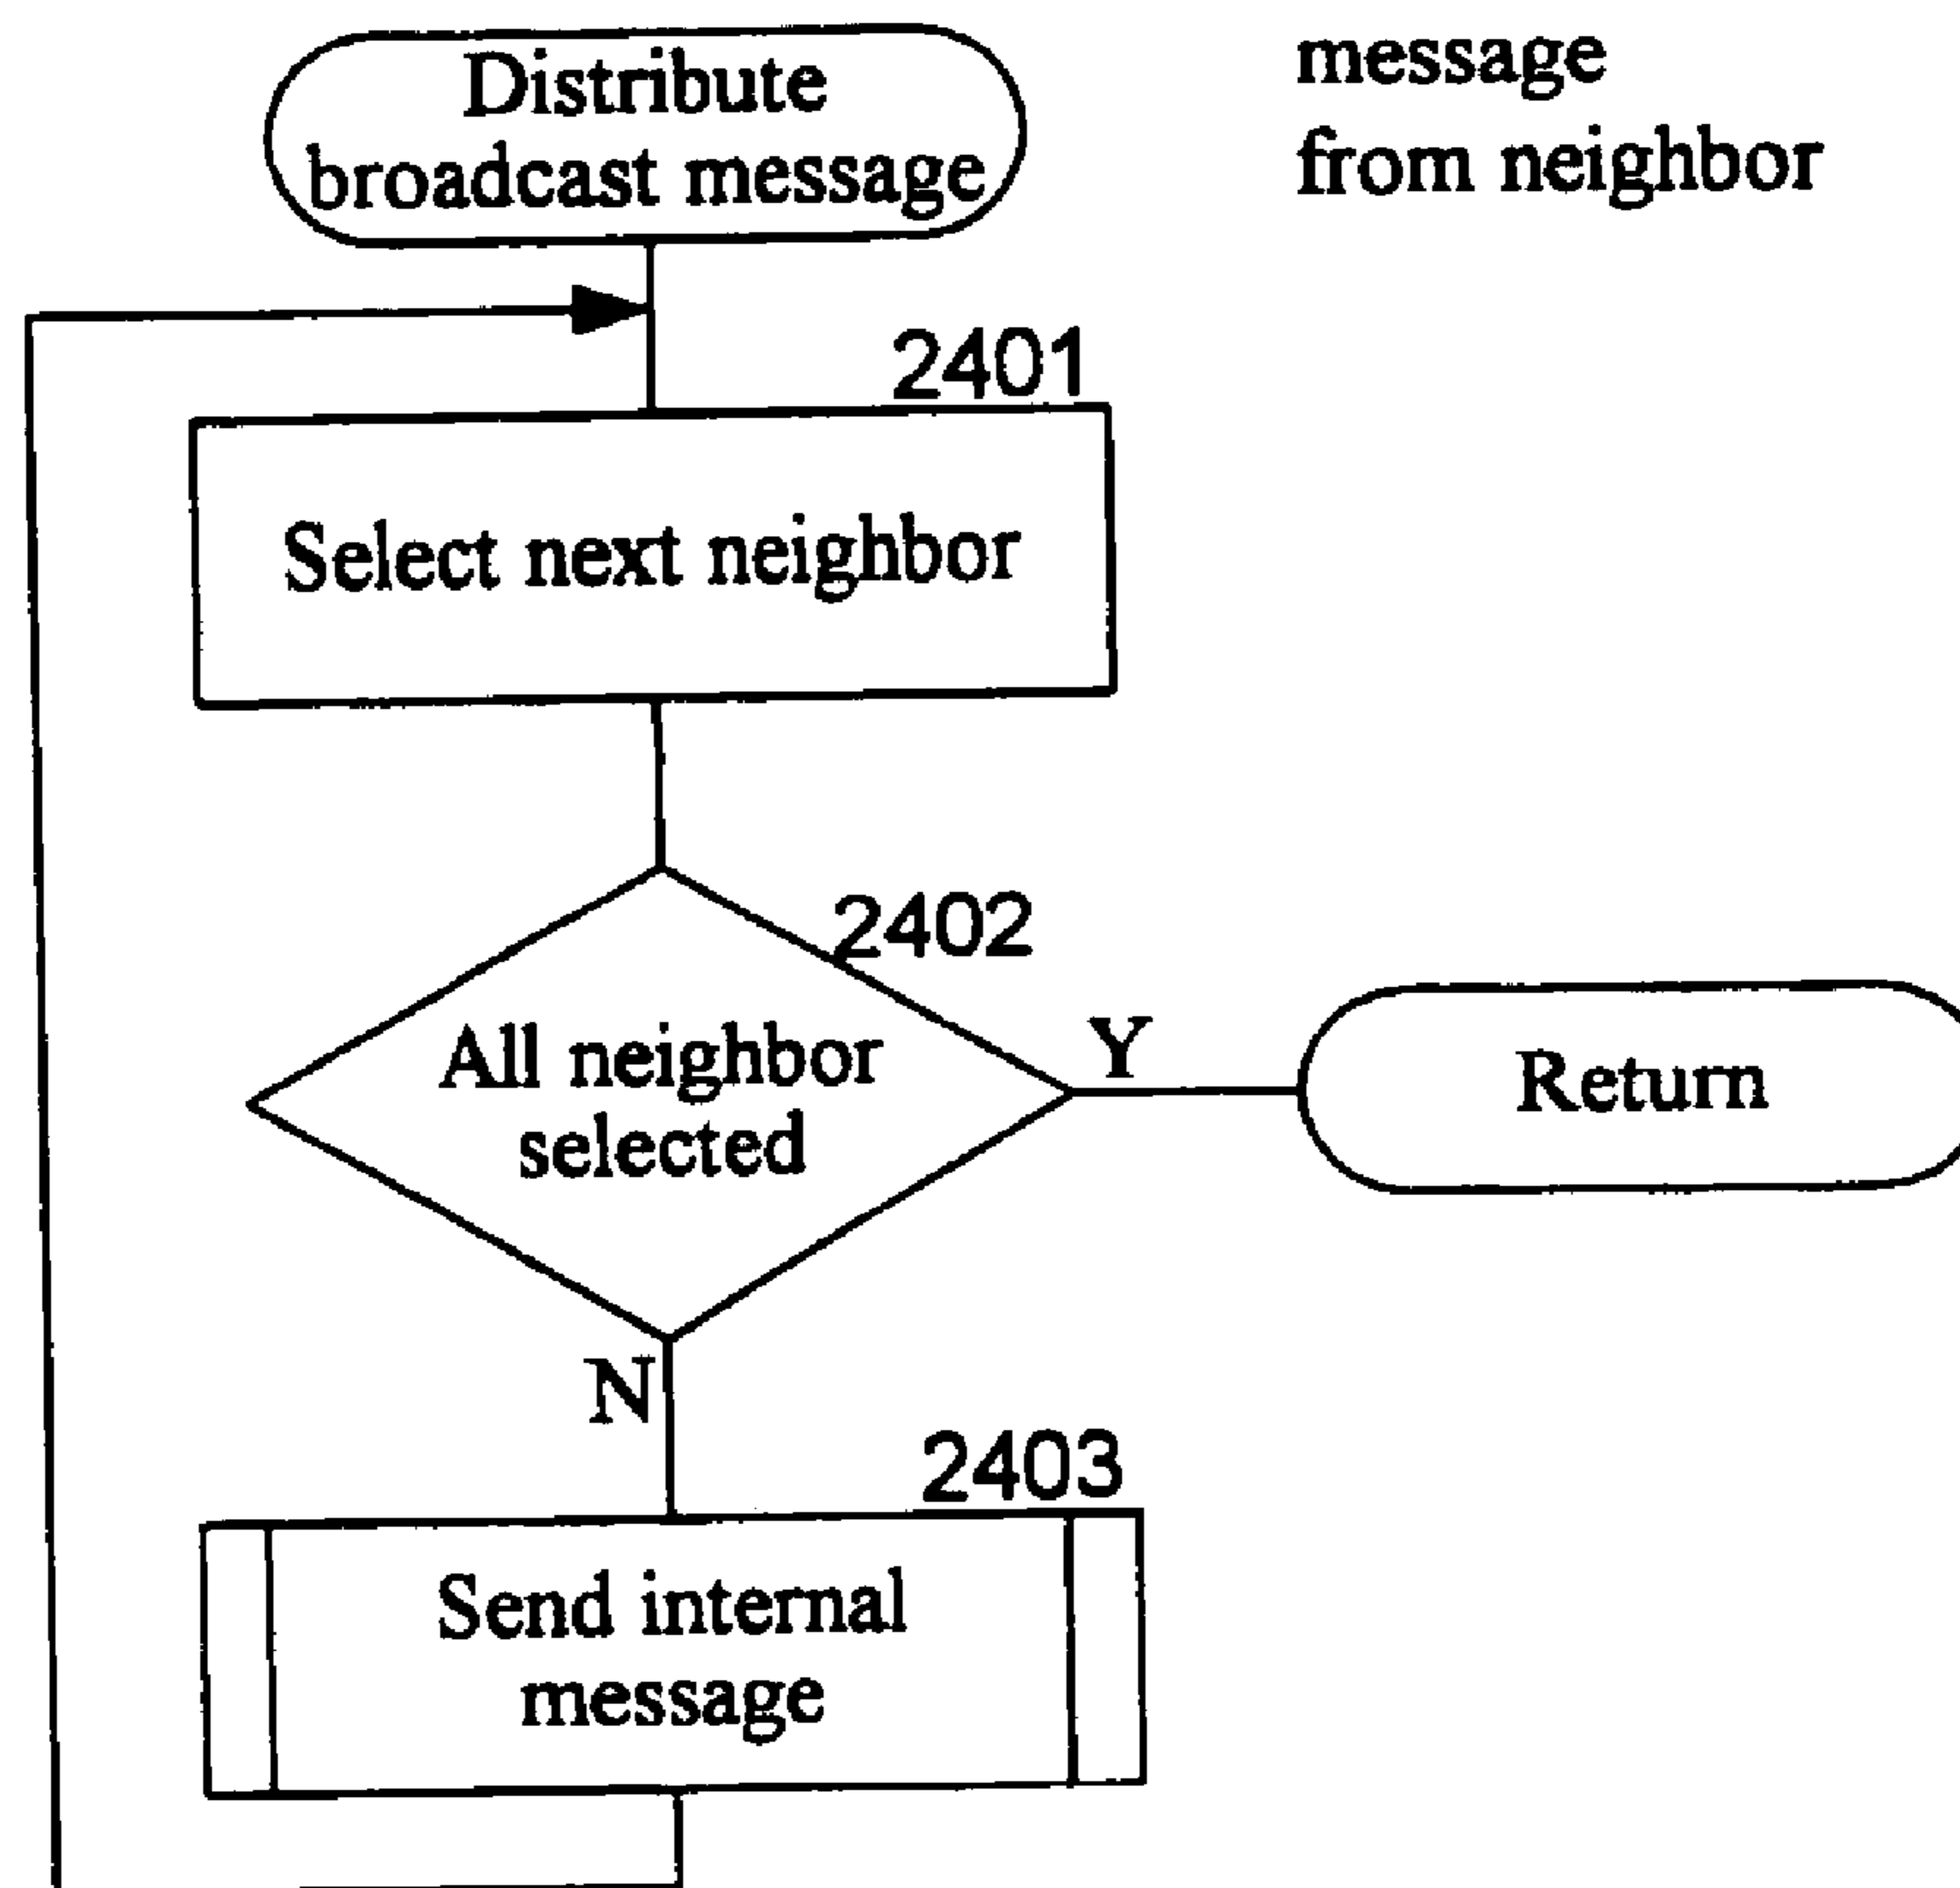 Distribute
broadcast message
message
from neighbor
2401
Select next neighbor
2402
All neighbor
selected
Y
Return
N
2403
Send internal
message